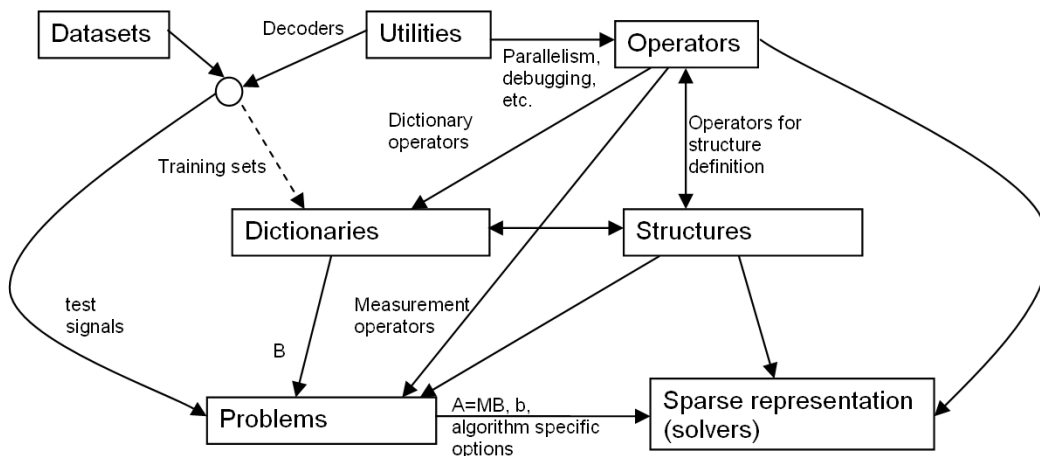 Datasets
Decoders
Utilities
Operators
Parallelism,
debugging,
etc.
Dictionary
operators
Operators for
structure
definition
Training sets
Dictionaries
Structures
test
signals
Measurement
operators
B
Problems
A=MB, b,
algorithm specific
options
Sparse representation
(solvers)